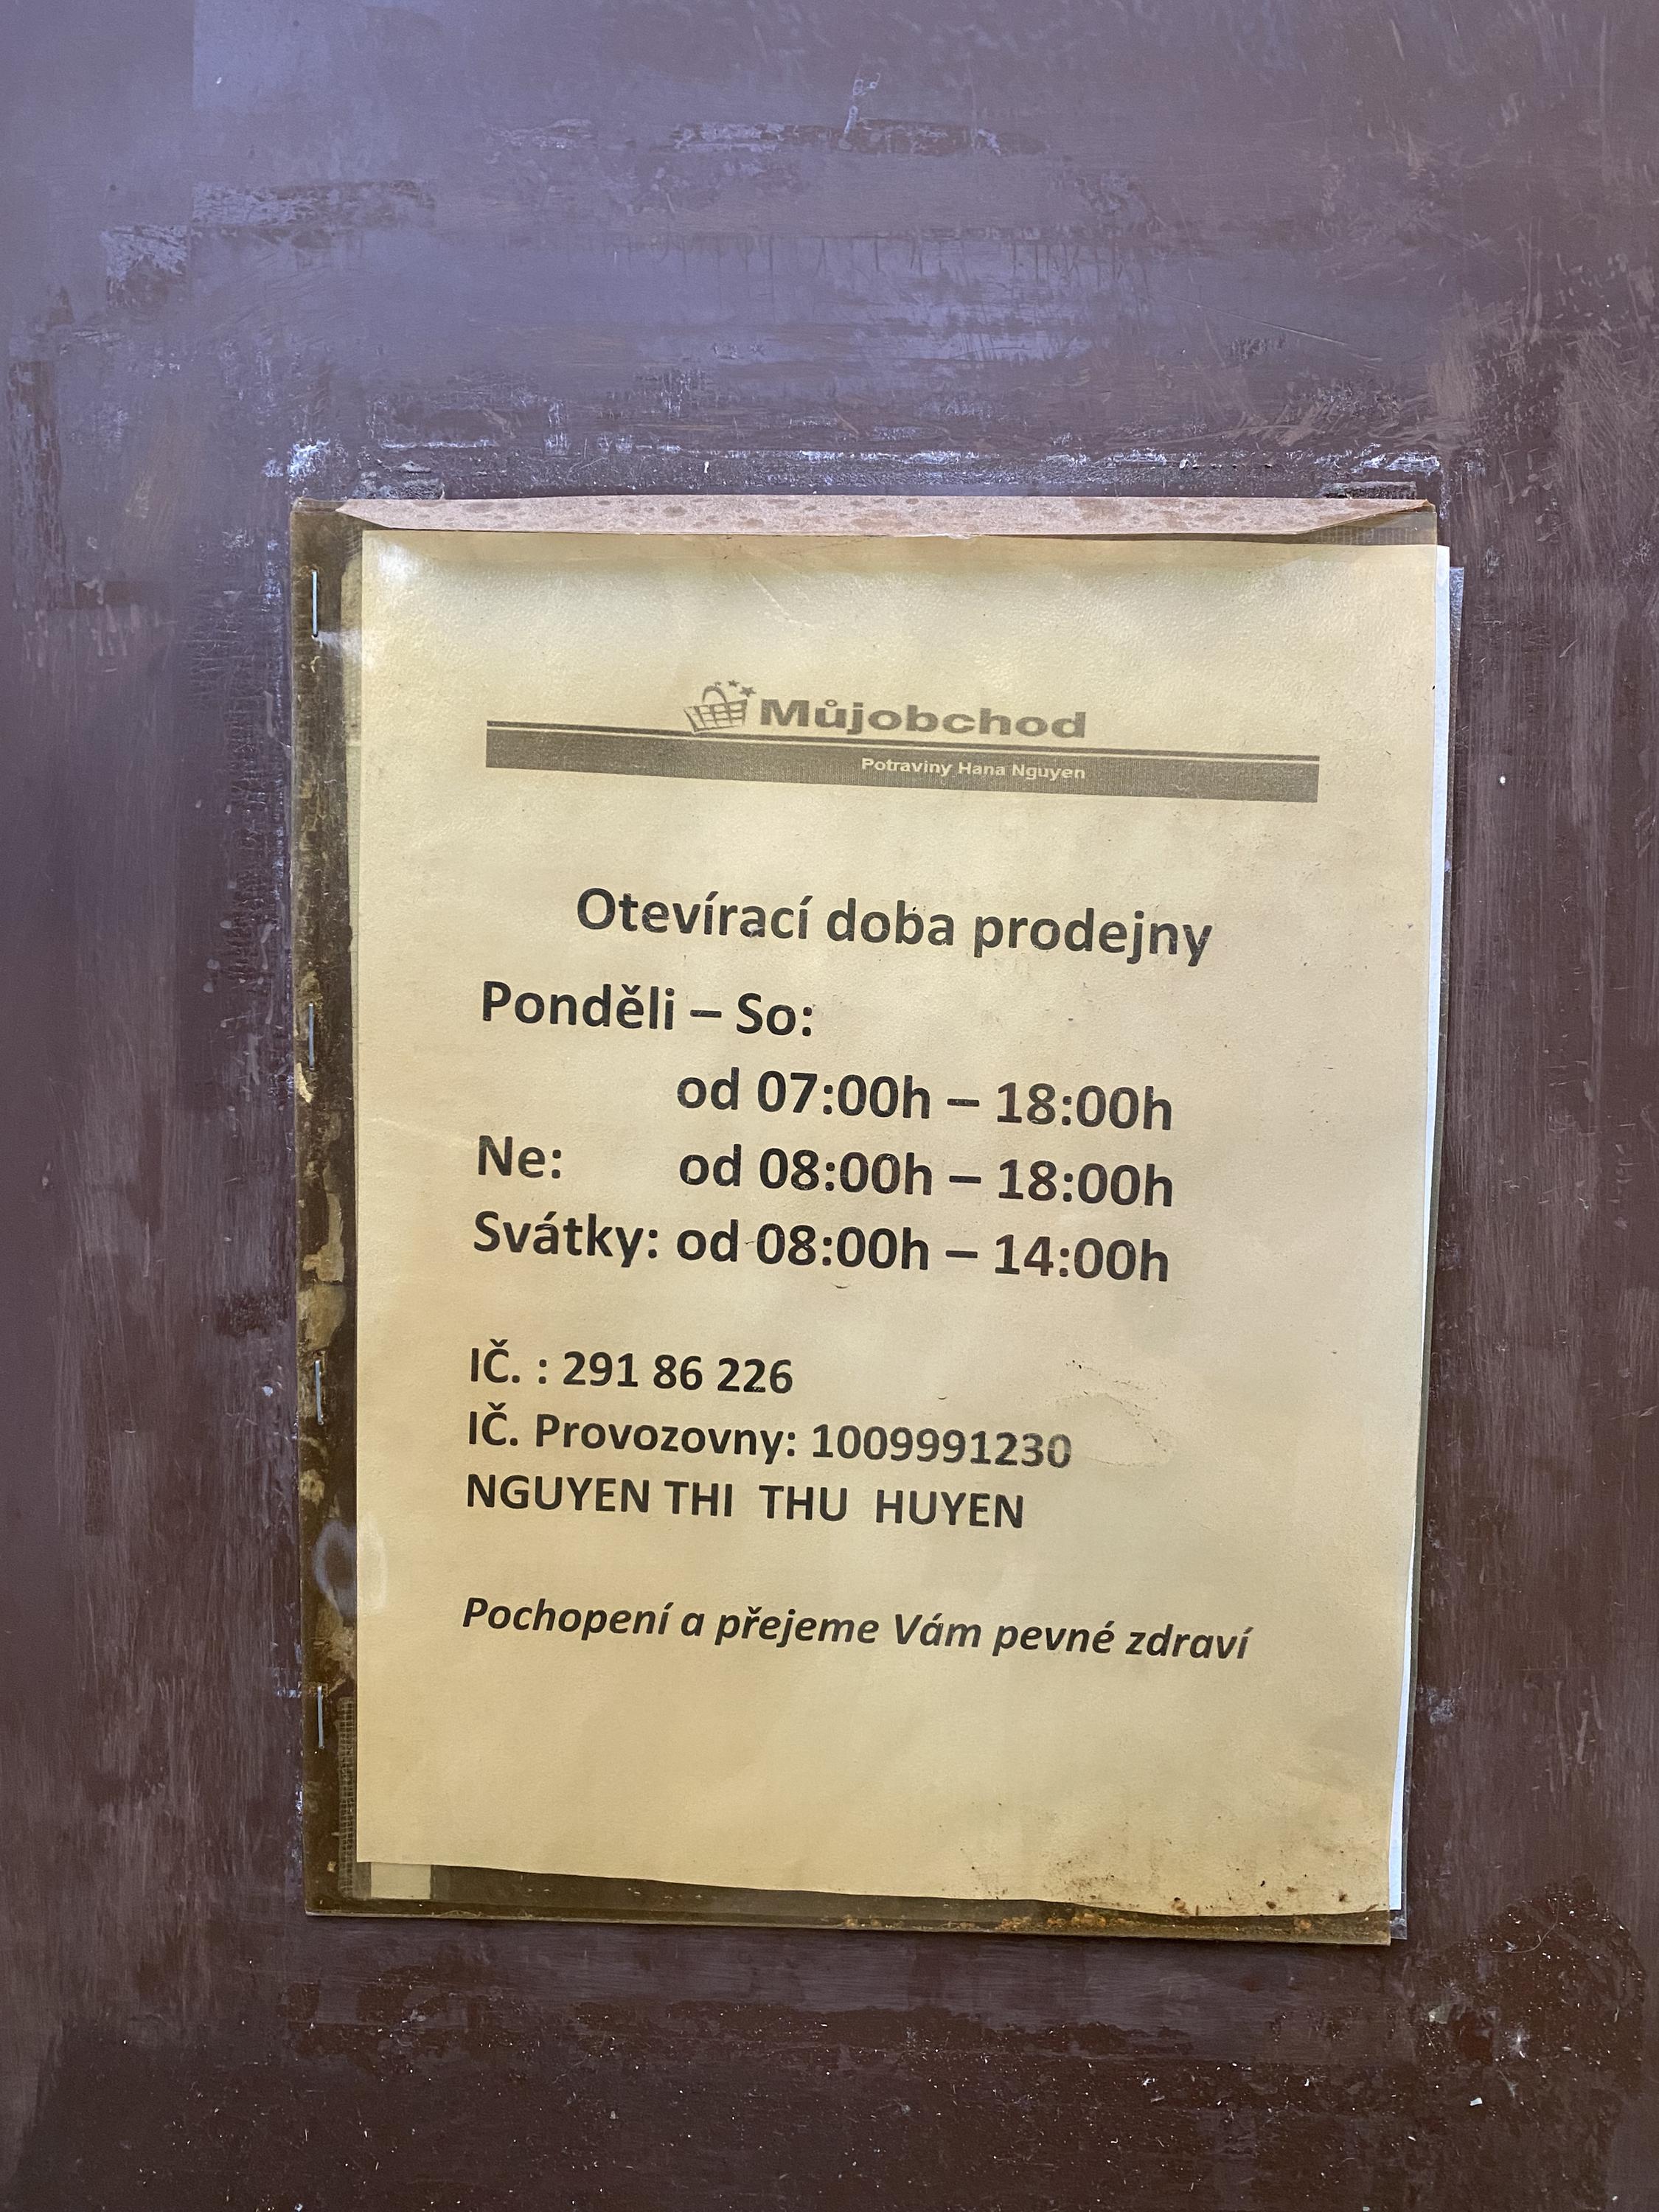 Můjobchod
Potraviny Hana Nguyen
Otevírací doba prodejny
Ponděli – So:
od 07:00h – 18:00h
Ne: od 08:00h – 18:00h
Svátky: od 08:00h – 14:00h
IČ. : 291 86 226
IČ. Provozovny: 1009991230
NGUYEN THI THU HUYEN
Pochopení a přejeme Vám pevné zdraví